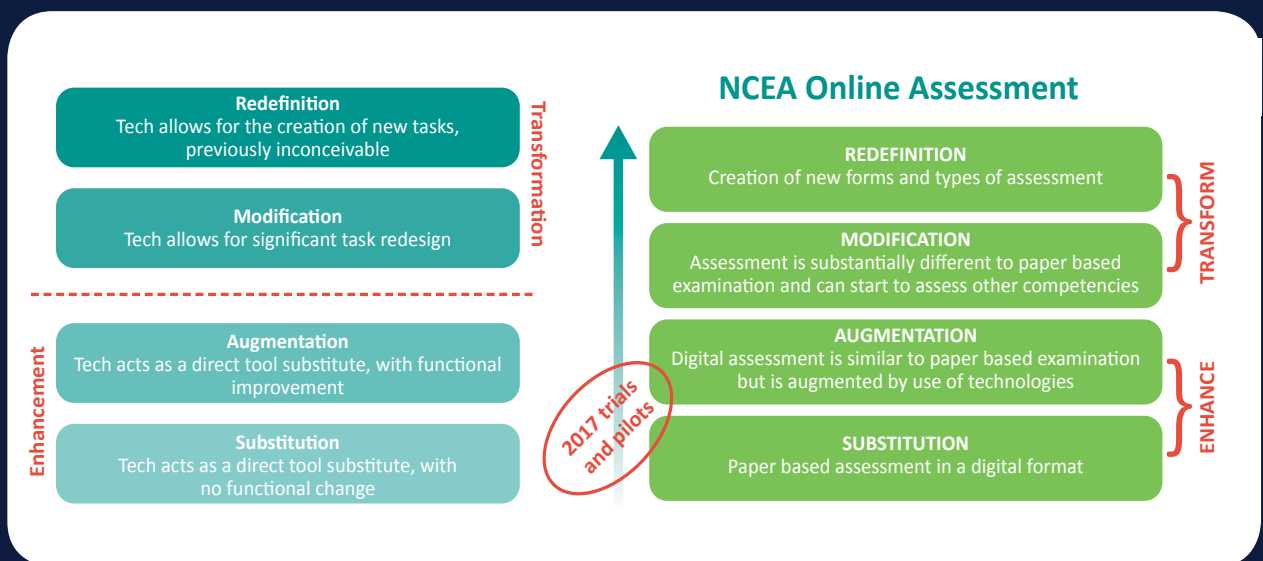 Redefinition
Tech allows for the creation of new tasks,
previously inconceivable
Modification
Tech allows for significant task redesign
Transformation
Augmentation
Tech acts as a direct tool substitute, with functional
improvement
Substitution
Tech acts as a direct tool substitute, with
no functional change
Enhancement
NCEA Online Assessment
REDEFINITION
Creation of new forms and types of assessment
MODIFICATION
Assessment is substantially different to paper based
examination and can start to assess other competencies
TRANSFORM
AUGMENTATION
Digital assessment is similar to paper based examination
but is augmented by use of technologies
SUBSTITUTION
Paper based assessment in a digital format
ENHANCE
2017 trials
and pilots